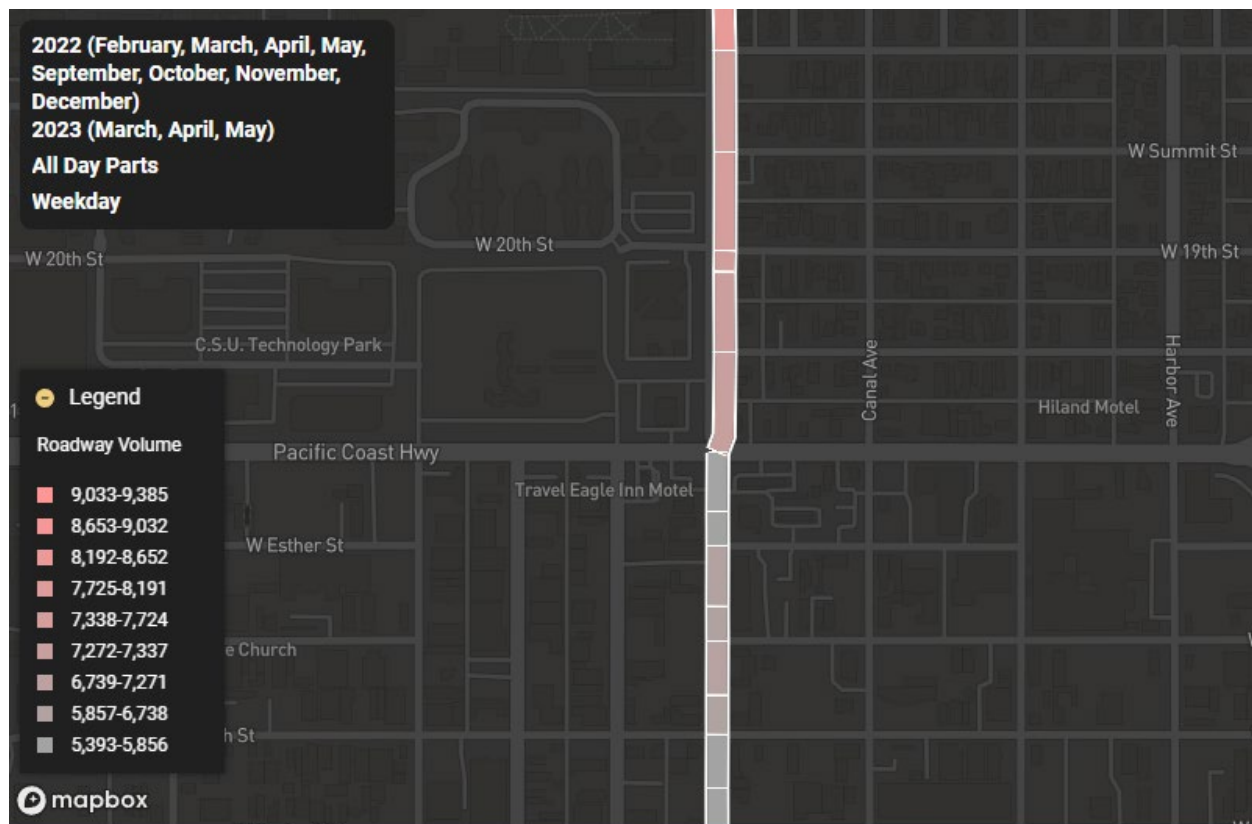 2022 (February, March, April, May,
September, October, November,
December)
2023 (March, April, May)
All Day Parts
Weekday
W Summit St
W 20th St
W 19th St
W 20th St
C.S.U. Technology Park
Canal Ave
Harbor Ave
Legend
Hiland Motel
Roadway Volume
Pacific Coast Hwy
9,033-9,385
Travel Eagle Inn Motel
8,653-9,032
W Esther St
8,192-8,652
7,725-8,191
7,338-7,724
7,272-7,337
e Church
6,739-7,271
5,857-6,738
h St
5,393-5,856
mapbox